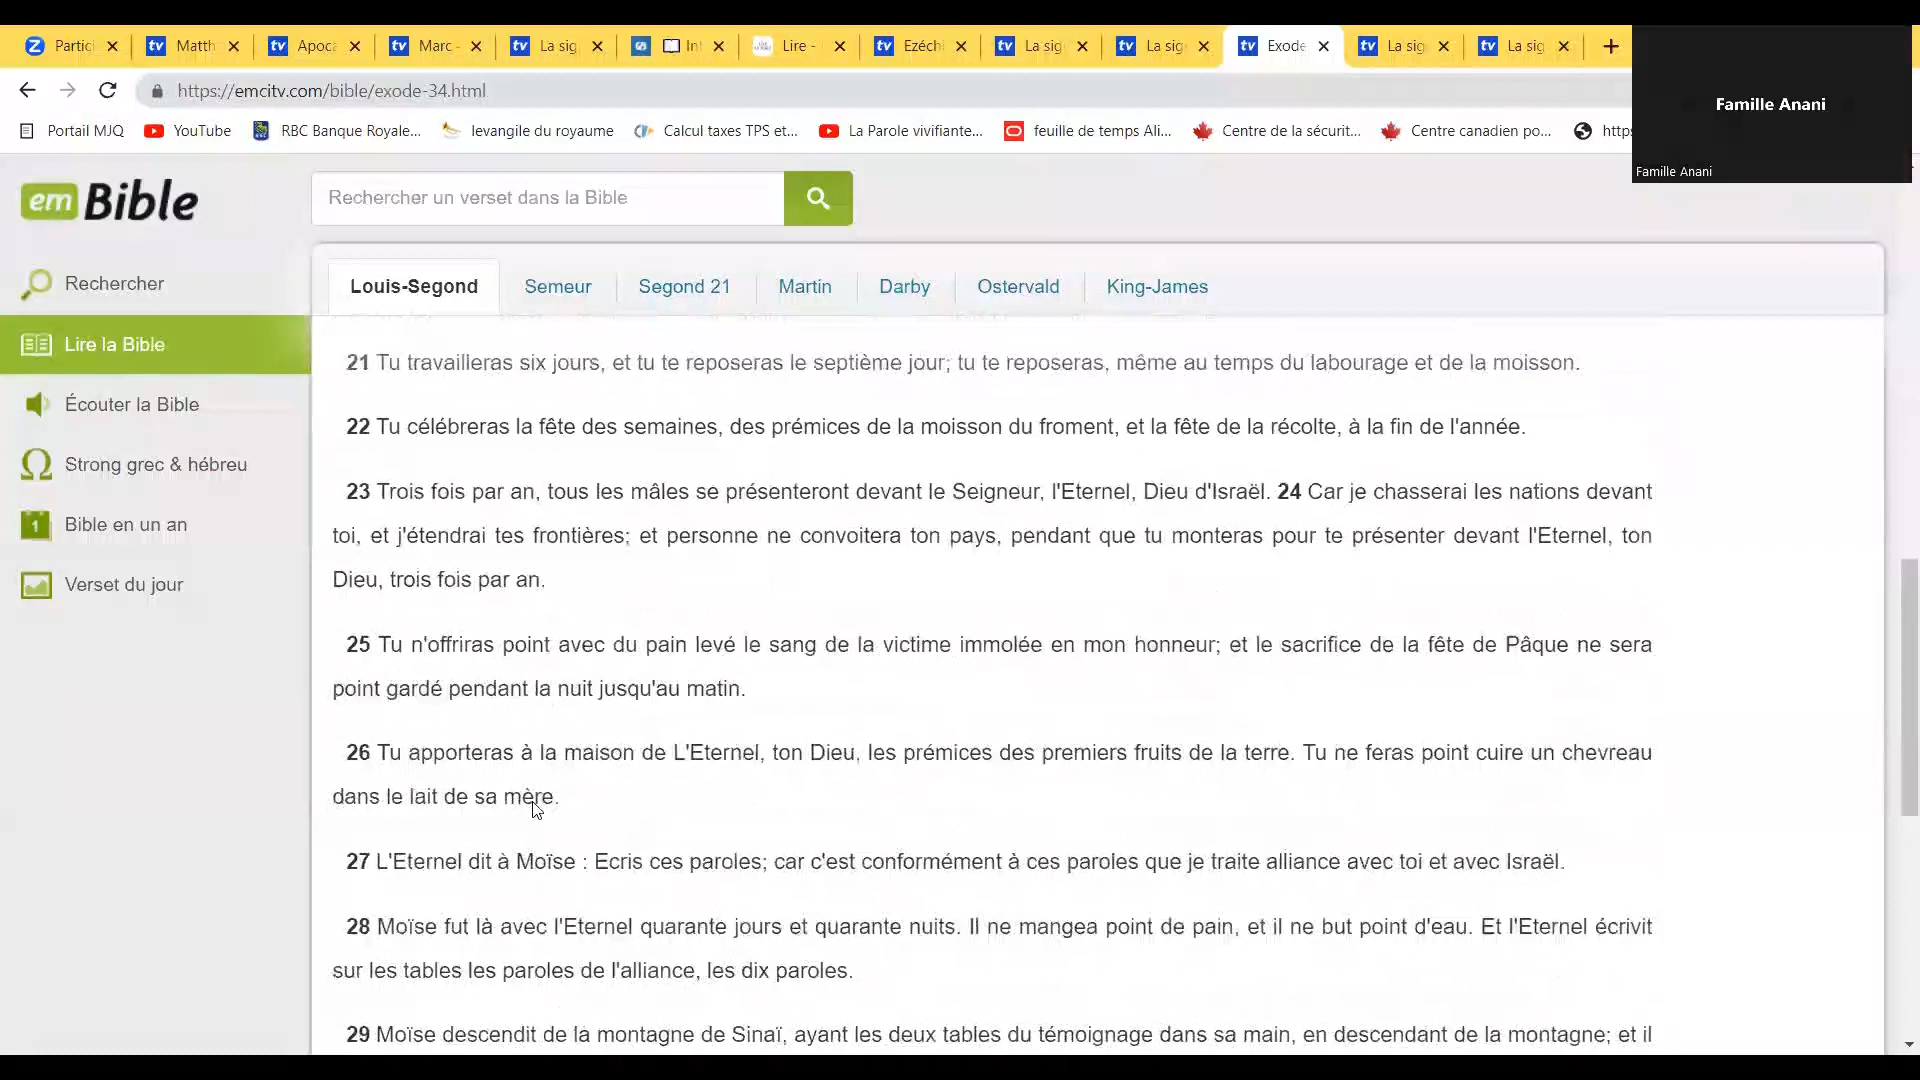 Partici
Matth
Apoca
Marc -
La sig
Int
Lire -
Ezéch
La sig
La sig
Exode
La sig
La sig
https://emcitv.com/bible/exode-34.html
Portail MJQ
YouTube
RBC Banque Royale...
levangile du royaume
Calcul taxes TPS et...
La Parole vivifiante...
feuille de temps Ali...
Centre de la sécurit...
Centre canadien po...
https
Famille Anani
Famille Anani
em Bible
Rechercher un verset dans la Bible
Rechercher
Lire la Bible
Écouter la Bible
Strong grec & hébreu
1
Bible en un an
Verset du jour
Louis-Segond
Semeur
Segond 21
Martin
Darby
Ostervald
King-James
21 Tu travailleras six jours, et tu te reposeras le septième jour; tu te reposeras, même au temps du labourage et de la moisson.
22 Tu célébreras la fête des semaines, des prémices de la moisson du froment, et la fête de la récolte, à la fin de l'année.
23 Trois fois par an, tous les mâles se présenteront devant le Seigneur, l'Eternel, Dieu d'Israël. 24 Car je chasserai les nations devant
toi, et j'étendrai tes frontières; et personne ne convoitera ton pays, pendant que tu monteras pour te présenter devant l'Eternel, ton
Dieu, trois fois par an.
25 Tu n'offriras point avec du pain levé le sang de la victime immolée en mon honneur; et le sacrifice de la fête de Pâque ne sera
point gardé pendant la nuit jusqu'au matin.
26 Tu apporteras à la maison de L'Eternel, ton Dieu, les prémices des premiers fruits de la terre. Tu ne feras point cuire un chevreau
dans le lait de sa mère.
27 L'Eternel dit à Moïse : Ecris ces paroles; car c'est conformément à ces paroles que je traite alliance avec toi et avec Israël.
28 Moïse fut là avec l'Eternel quarante jours et quarante nuits. Il ne mangea point de pain, et il ne but point d'eau. Et l'Eternel écrivit
sur les tables les paroles de l'alliance, les dix paroles.
29 Moïse descendit de la montagne de Sinaï, ayant les deux tables du témoignage dans sa main, en descendant de la montagne; et il